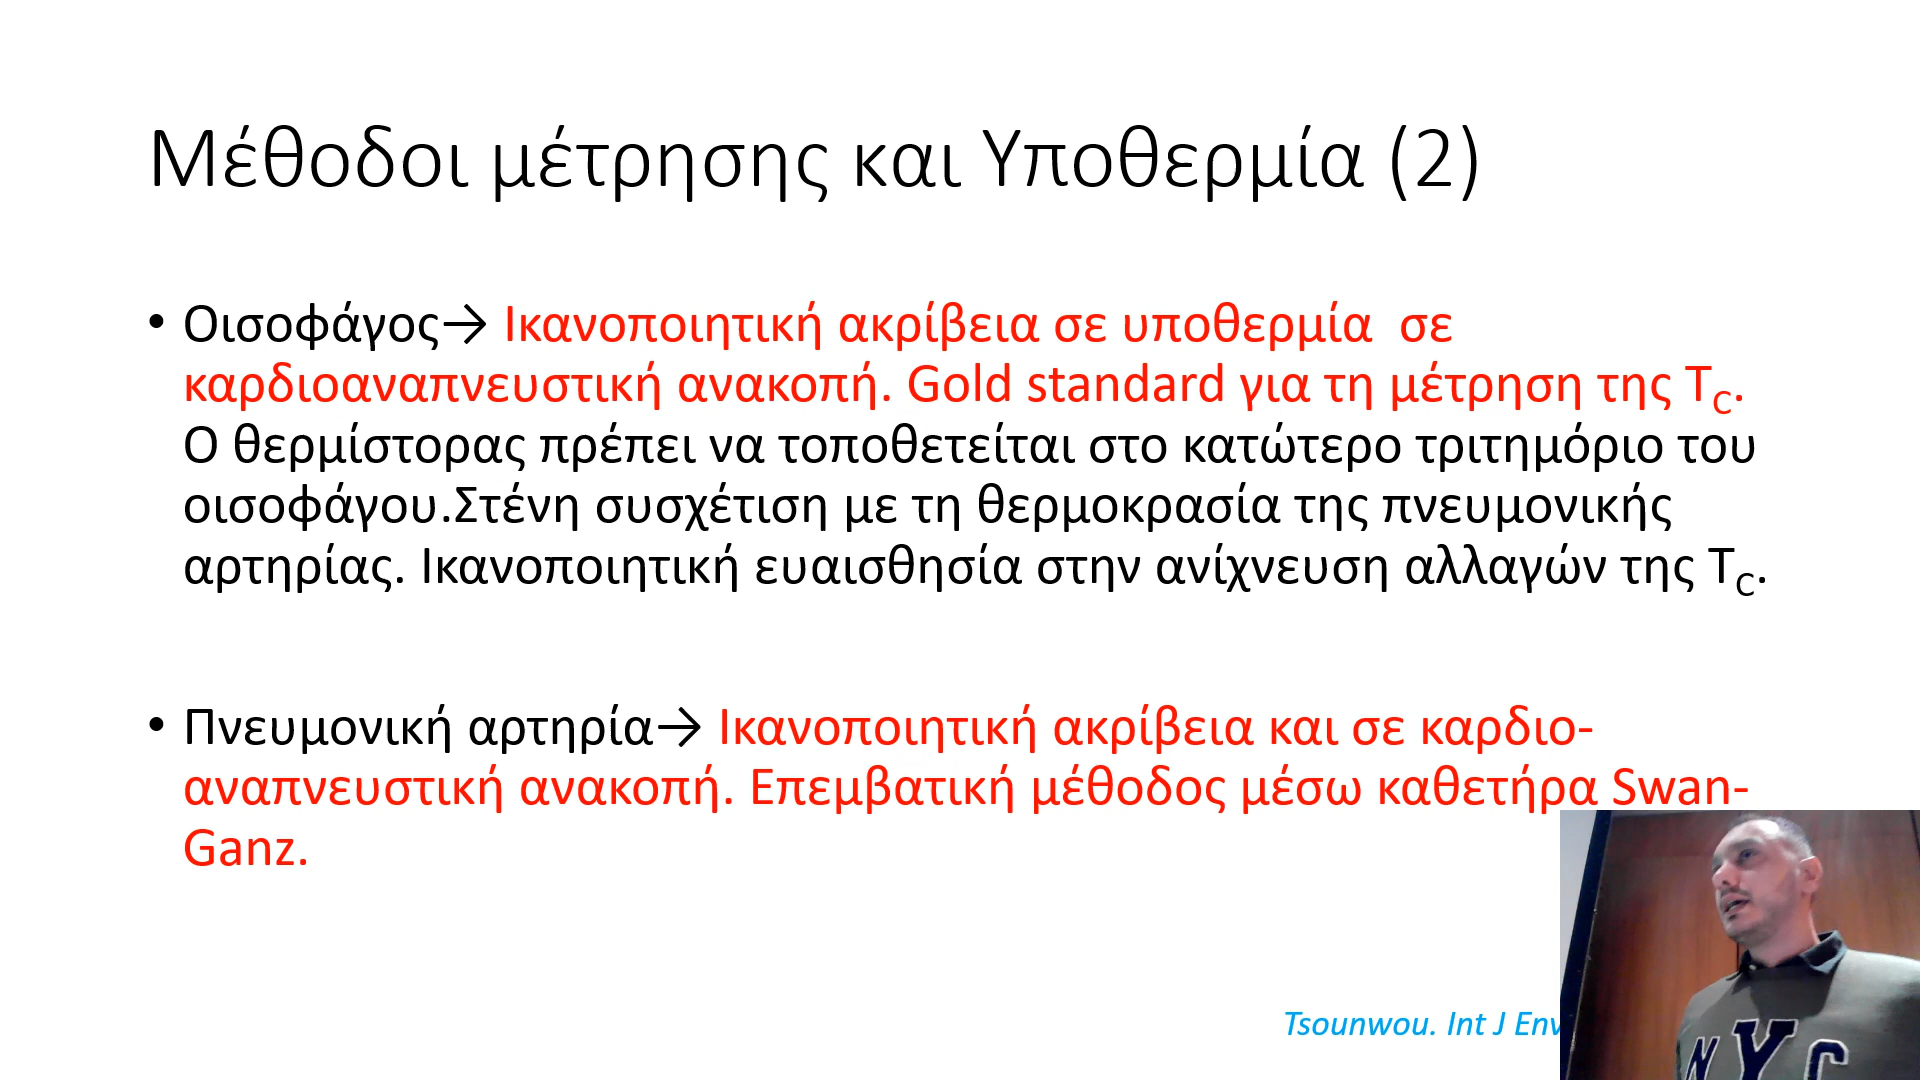 Μέθοδοι μέτρησης και Υποθερμία (2)
• Οισοφάγος→ Ικανοποιητική ακρίβεια σε υποθερμία σε
καρδιοαναπνευστική ανακοπή. Gold standard για τη μέτρηση της T_C.
Ο θερμίστορας πρέπει να τοποθετείται στο κατώτερο τριτημόριο του
οισοφάγου.Στένη συσχέτιση με τη θερμοκρασία της πνευμονικής
αρτηρίας. Ικανοποιητική ευαισθησία στην ανίχνευση αλλαγών της T_C.
• Πνευμονική αρτηρία→ Ικανοποιητική ακρίβεια και σε καρδιο-
αναπνευστική ανακοπή. Επεμβατική μέθοδος μέσω καθετήρα Swan-
Ganz.
Tsounwou. Int J Env
NYC